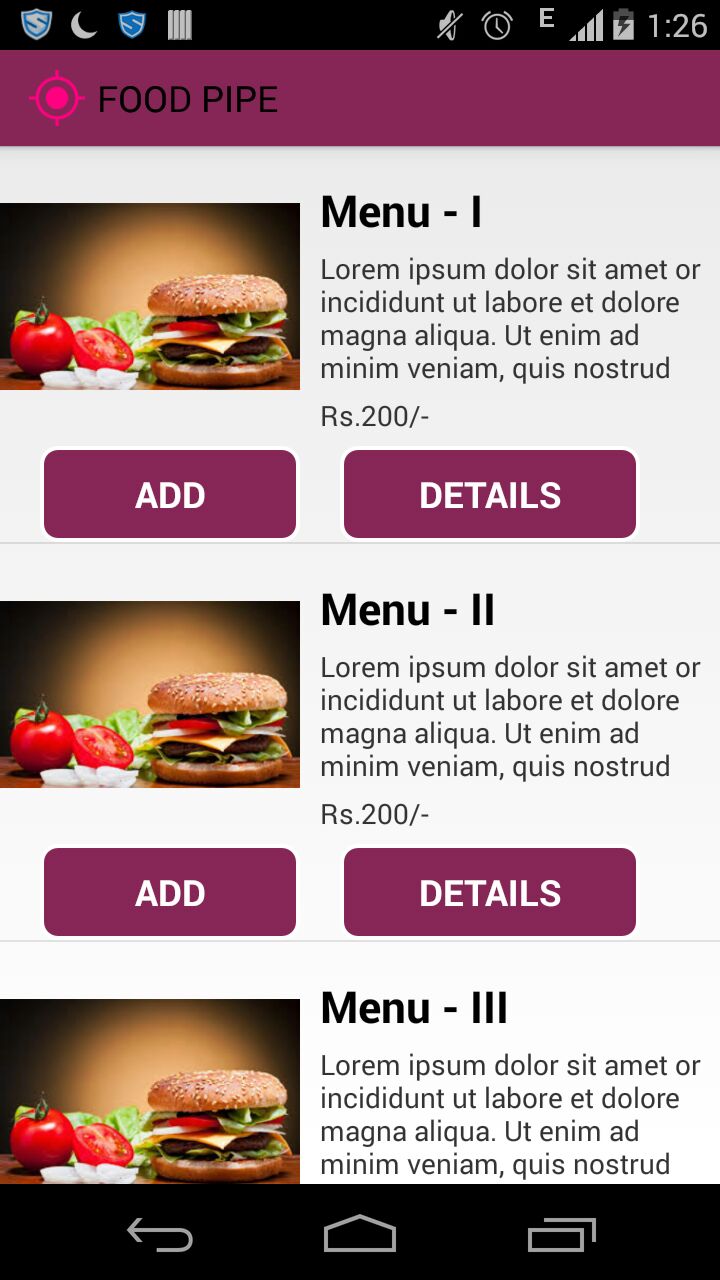 E 1:26
FOOD PIPE
Menu - I
Lorem ipsum dolor sit amet or
incididunt ut labore et dolore
magna aliqua. Ut enim ad
minim veniam, quis nostrud
Rs.200/-
ADD DETAILS
Menu - II
Lorem ipsum dolor sit amet or
incididunt ut labore et dolore
magna aliqua. Ut enim ad
minim veniam, quis nostrud
Rs.200/-
ADD DETAILS
Menu - III
Lorem ipsum dolor sit amet or
incididunt ut labore et dolore
magna aliqua. Ut enim ad
minim veniam, quis nostrud